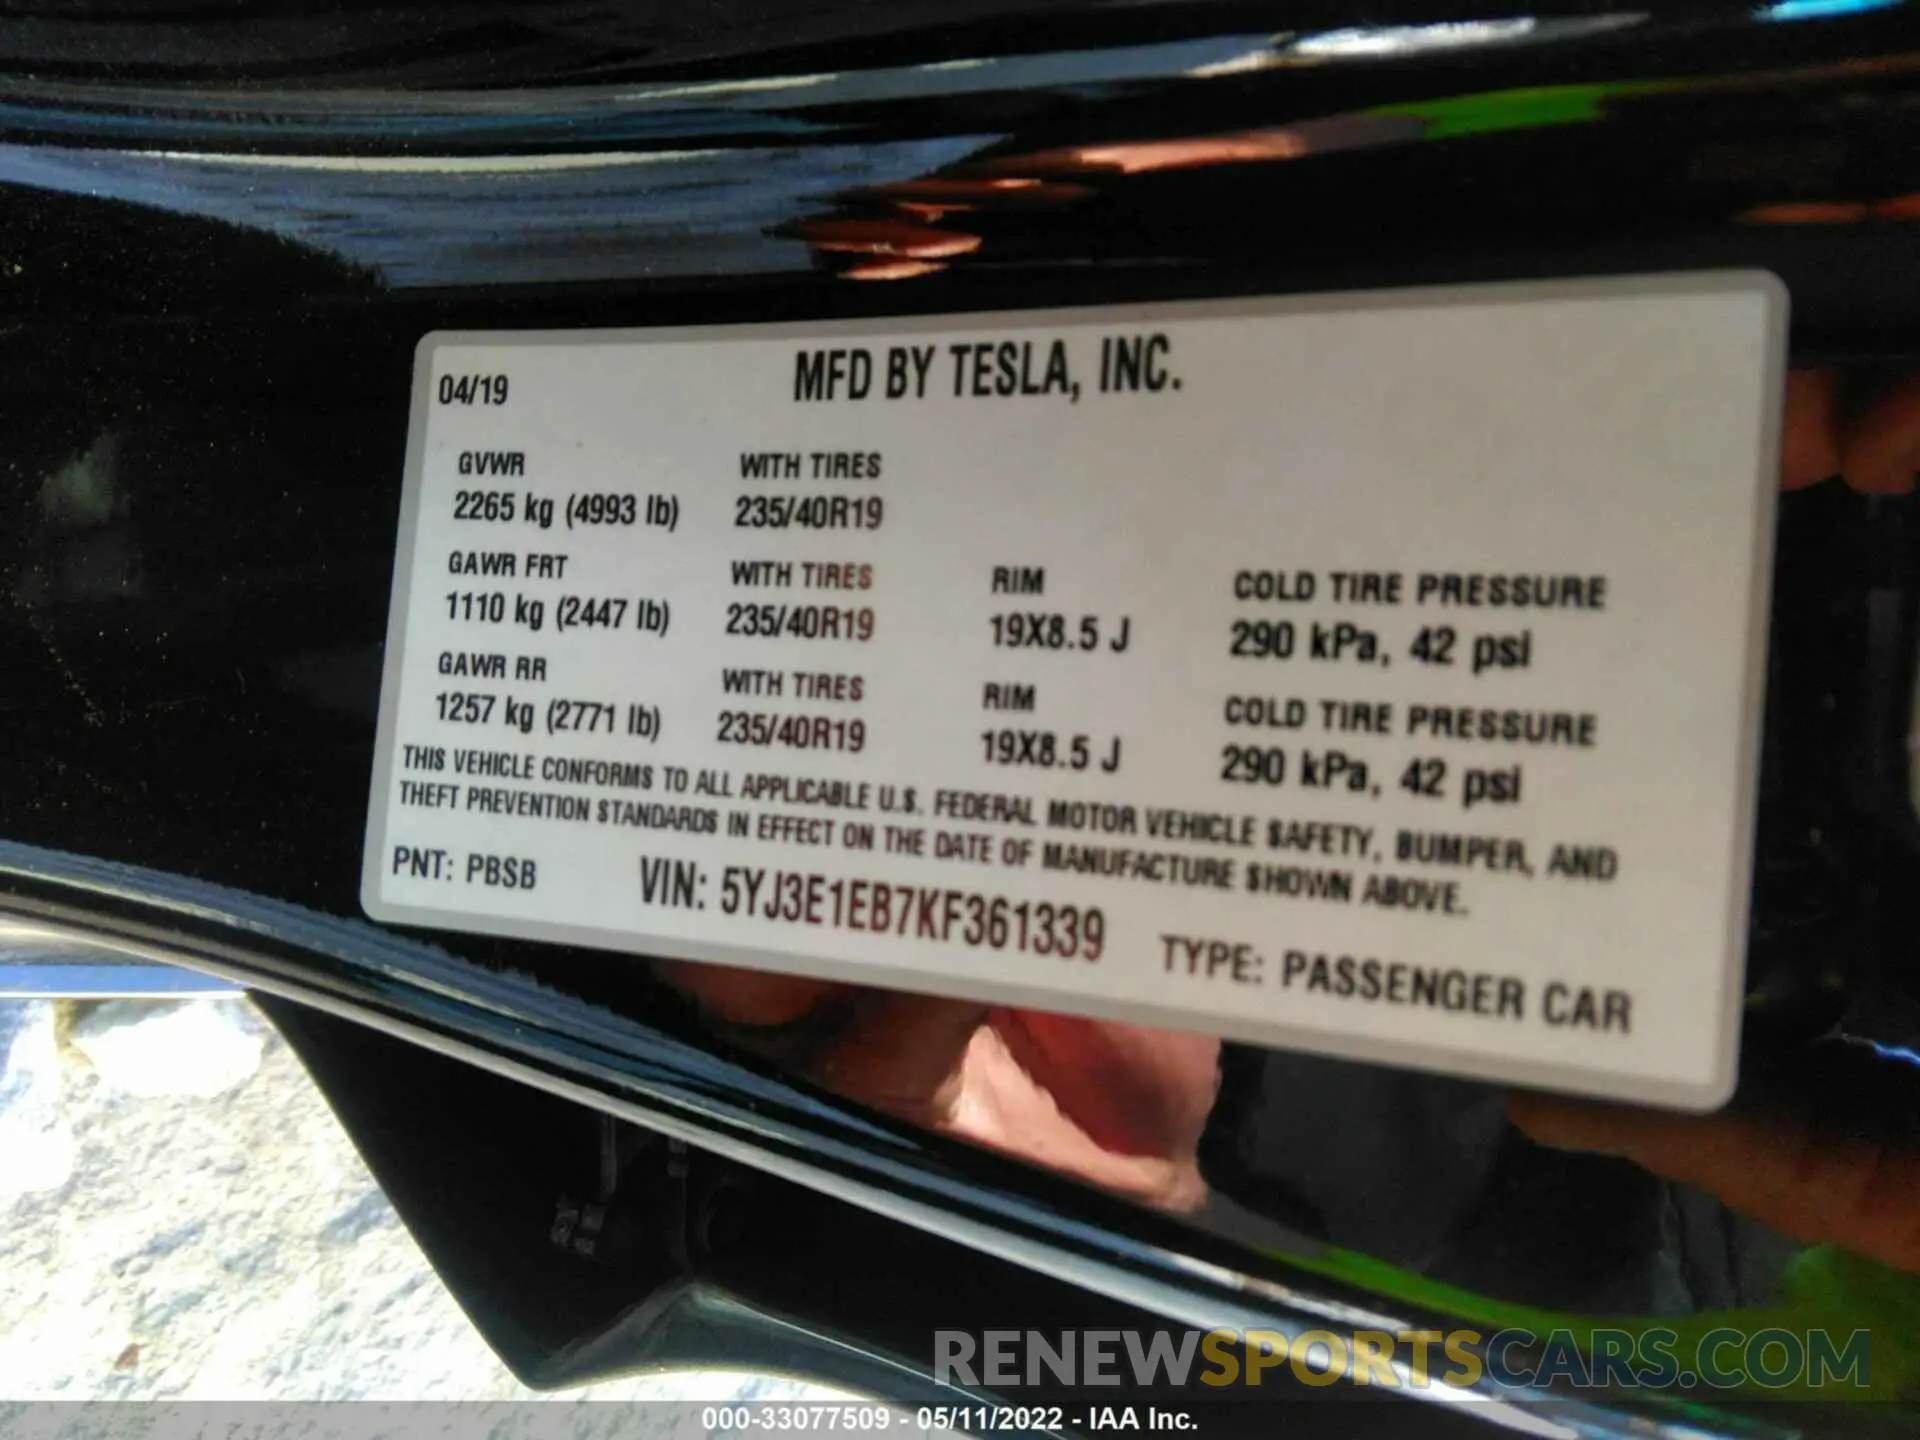 04/19
MFD BY TESLA, INC.
GVWR WITH TIRES
2265 kg (4993 lb) 235/40R19
GAWR FRT WITH TIRES RIM COLD TIRE PRESSURE
1110 kg (2447 lb) 235/40R19 19X8.5 J 290 kPa, 42 psi
GAWR RR WITH TIRES RIM COLD TIRE PRESSURE
1257 kg (2771 lb) 235/40R19 19X8.5 J 290 kPa, 42 psi
THIS VEHICLE CONFORMS TO ALL APPLICABLE U.S. FEDERAL MOTOR VEHICLE SAFETY, BUMPER, AND
THEFT PREVENTION STANDARDS IN EFFECT ON THE DATE OF MANUFACTURE SHOWN ABOVE.
PNT: PBSB VIN: 5YJ3E1EB7KF361339 TYPE: PASSENGER CAR
RENEWSPORTSCARS.COM
000-33077509 - 05/11/2022 - IAA Inc.